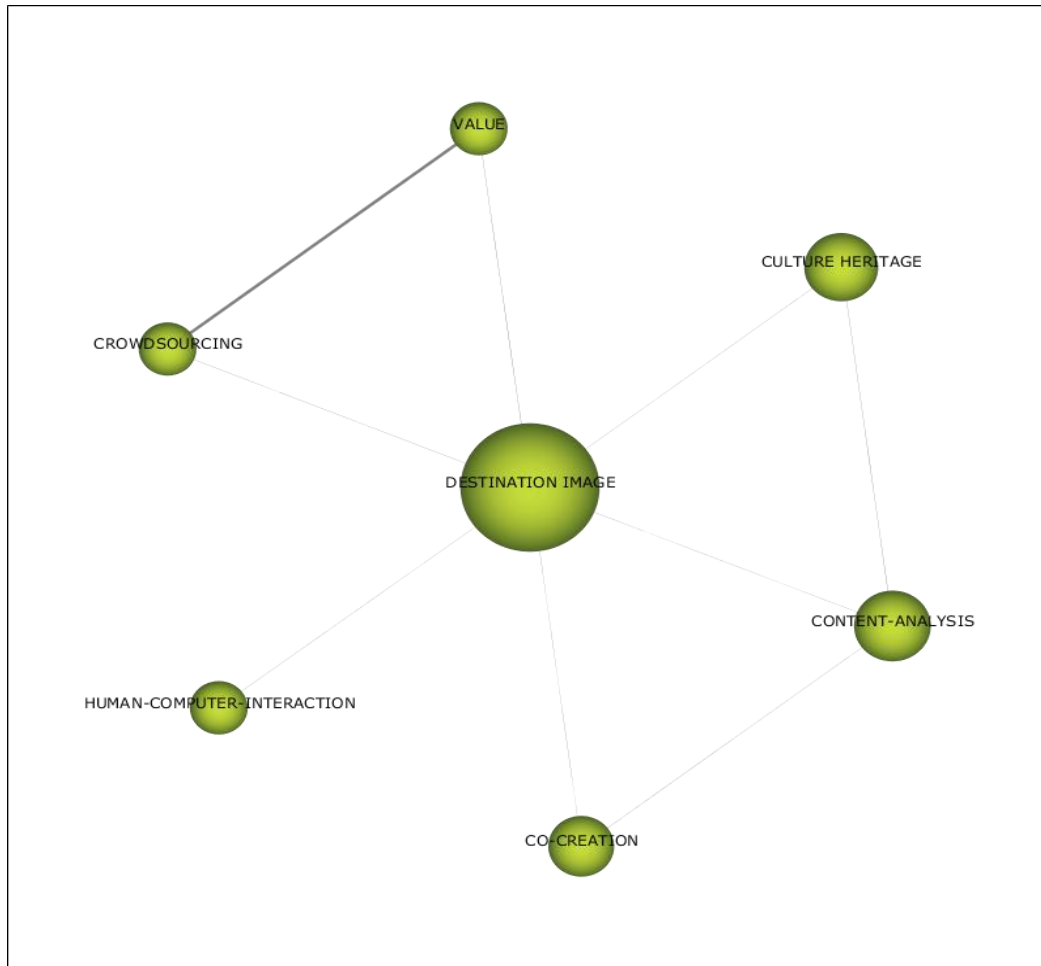 VALUE
CULTURE HERITAGE
CROWDSOURCING
DESTINATION IMAGE
CONTENT-ANALYSIS
HUMAN-COMPUTER-INTERACTION
CO-CREATION